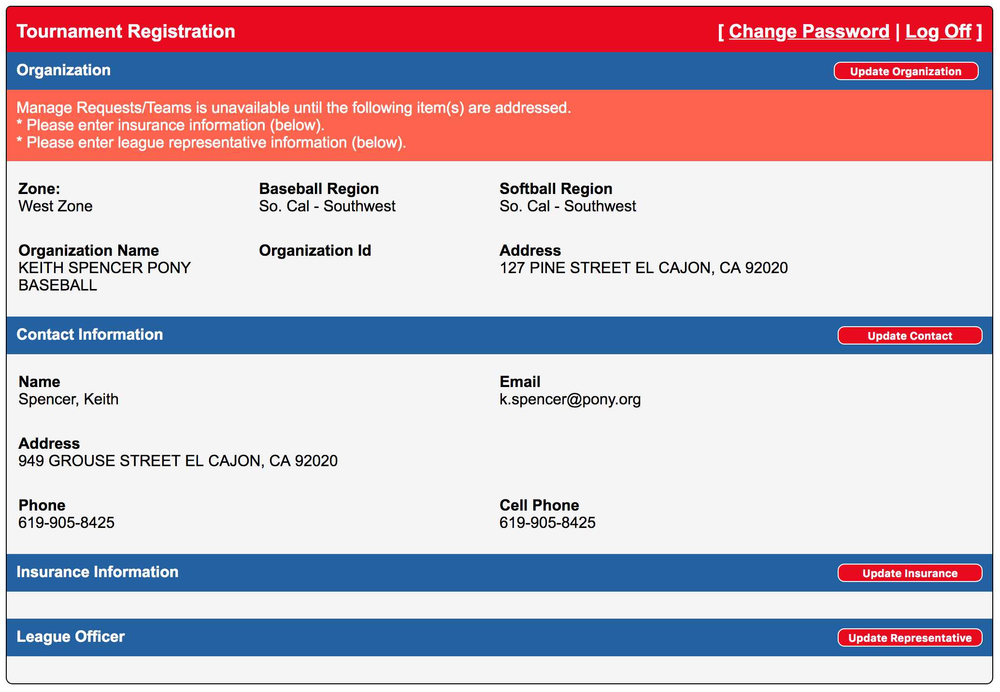 Tournament Registration
[ Change Password | Log Off ]
Organization
Update Organization
Manage Requests/Teams is unavailable until the following item(s) are addressed.
* Please enter insurance information (below).
* Please enter league representative information (below).
Zone:
West Zone
Baseball Region
So. Cal - Southwest
Softball Region
So. Cal - Southwest
Organization Name
KEITH SPENCER PONY
BASEBALL
Organization Id
Address
127 PINE STREET EL CAJON, CA 92020
Contact Information
Update Contact
Name
Spencer, Keith
Email
k.spencer@pony.org
Address
949 GROUSE STREET EL CAJON, CA 92020
Phone
619-905-8425
Cell Phone
619-905-8425
Insurance Information
Update Insurance
League Officer
Update Representative